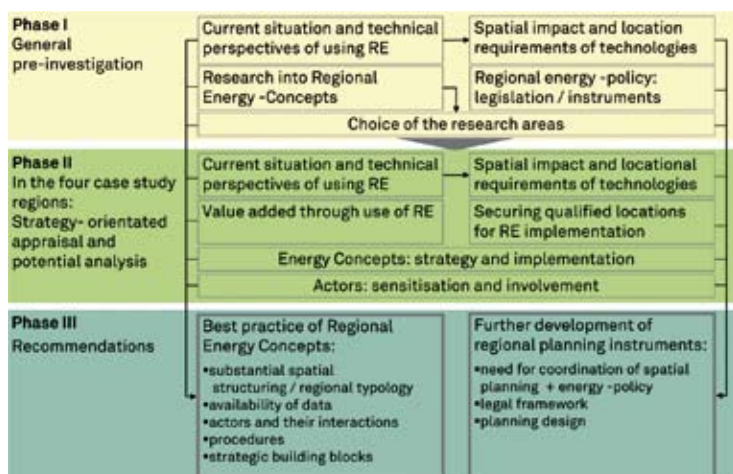 Phase I
General
pre-investigation
Current situation and technical
perspectives of using RE
Spatial impact and location
requirements of technologies
Research into Regional
Energy -Concepts
Regional energy -policy:
legislation / instruments
Choice of the research areas
Phase II
In the four case study
regions:
Strategy- orientated
appraisal and
potential analysis
Current situation and technical
perspectives of using RE
Spatial impact and locational
requirements of technologies
Value added through use of RE
Securing qualified locations
for RE implementation
Energy Concepts: strategy and implementation
Actors: sensitisation and involvement
Phase III
Recommendations
Best practice of Regional
Energy Concepts:
•substantial spatial
structuring / regional typology
•availability of data
•actors and their interactions
•procedures
•strategic building blocks
Further development of
regional planning instruments:
•need for coordination of spatial
planning + energy -policy
•legal framework
•planning design